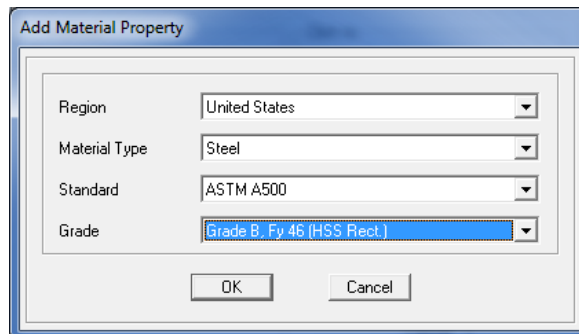 Add Material Property
Region United States
Material Type Steel
Standard ASTM A500
Grade Grade B, Fy 46 (HSS Rect.)
OK Cancel